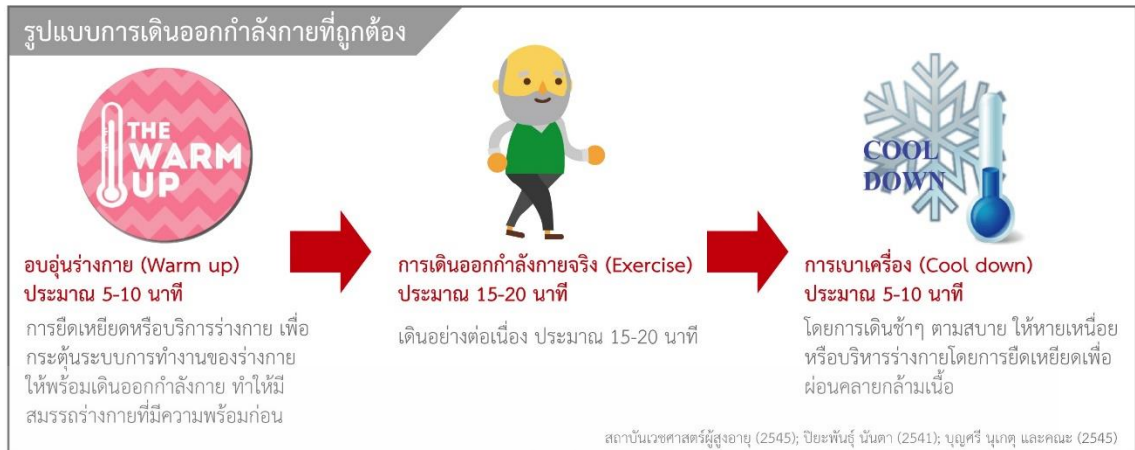 รูปแบบการเดินออกกำลังกายที่ถูกต้อง
THE
WARM
UP
อบอุ่นร่างกาย (Warm up)
ประมาณ 5-10 นาที
การยืดเหยียดหรือบริการร่างกาย เพื่อ
กระตุ้นระบบการทำงานของร่างกาย
ให้พร้อมเดินออกกำลังกาย ทำให้มี
สมรรถร่างกายที่มีความพร้อมก่อน
การเดินออกกำลังกายจริง (Exercise)
ประมาณ 15-20 นาที
เดินอย่างต่อเนื่อง ประมาณ 15-20 นาที
COOL
DOWN
การเบาเครื่อง (Cool down)
ประมาณ 5-10 นาที
โดยการเดินช้าๆ ตามสบาย ให้หายเหนื่อย
หรือบริหารร่างกายโดยการยืดเหยียดเพื่อ
ผ่อนคลายกล้ามเนื้อ
สถาบันเวชศาสตร์ผู้สูงอายุ (2545); ปิยะพันธุ์ นันตา (2541); บุญศรี นุเกตุ และคณะ (2545)